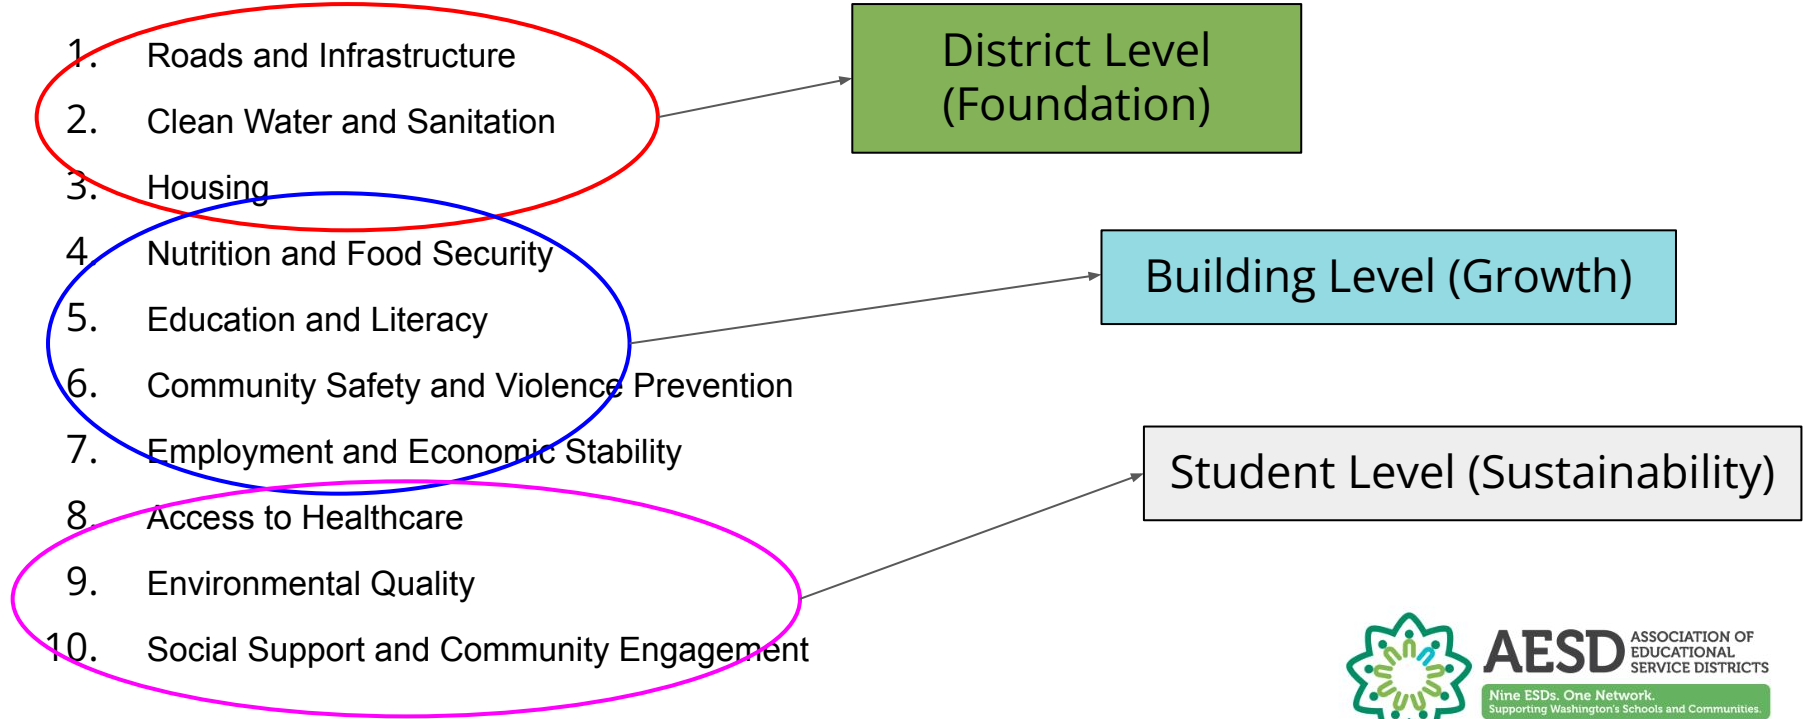 1. Roads and Infrastructure
2. Clean Water and Sanitation
3. Housing
4. Nutrition and Food Security
5. Education and Literacy
6. Community Safety and Violence Prevention
7. Employment and Economic Stability
8. Access to Healthcare
9. Environmental Quality
10. Social Support and Community Engagement
District Level
(Foundation)
Building Level (Growth)
Student Level (Sustainability)
AESD
ASSOCIATION OF
EDUCATIONAL
SERVICE DISTRICTS
Nine ESDs. One Network.
Supporting Washington's Schools and Communities.